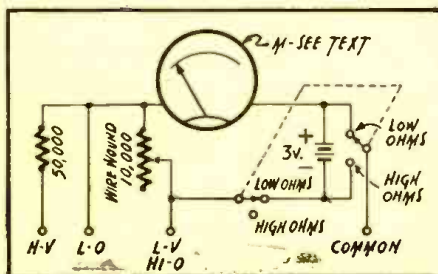 M-SEE TEXT
50,000
WIRE WOUND
10,000
+
3v.
-
LOW
OHMS
LOW OHMS
HIGH
OHMS
HIGH OHMS
H-V
L-O
L-V
HI-O
COMMON